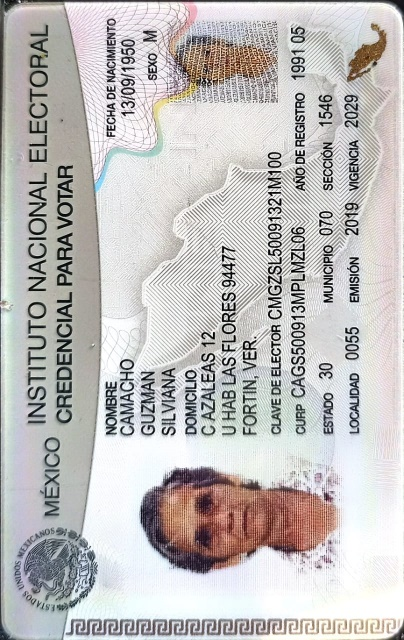 ESTADOS UNIDOS MEXICANOS
MÉXICO INSTITUTO NACIONAL ELECTORAL
CREDENCIAL PARA VOTAR
NOMBRE
CAMACHO
GUZMAN
SILVIANA
FECHA DE NACIMIENTO
13/09/1950
SEXO M
DOMICILIO
C AZALEAS 12
U HAB LAS FLORES 94477
FORTIN, VER.
CLAVE DE ELECTOR CMGZSL50091321M100
CURP CAGS500913MPLMZL06 AÑO DE REGISTRO 1991 05
ESTADO 30 MUNICIPIO 070 SECCIÓN 1546
LOCALIDAD 0055 EMISIÓN 2019 VIGENCIA 2029